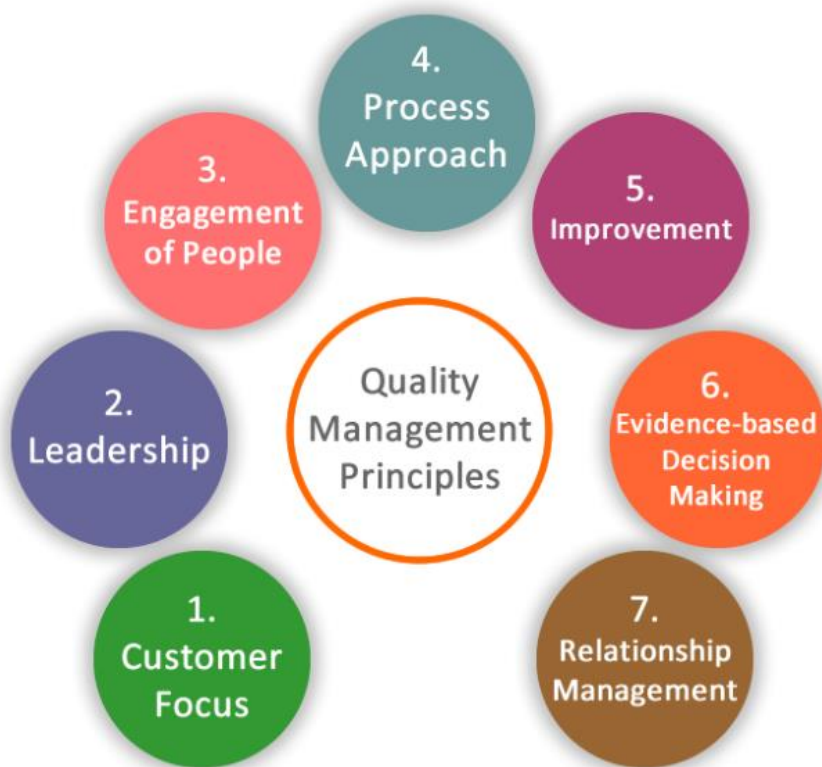 4.
Process
Approach
3.
Engagement
of People
5.
Improvement
Quality
Management
Principles
2.
Leadership
6.
Evidence-based
Decision
Making
1.
Customer
Focus
7.
Relationship
Management